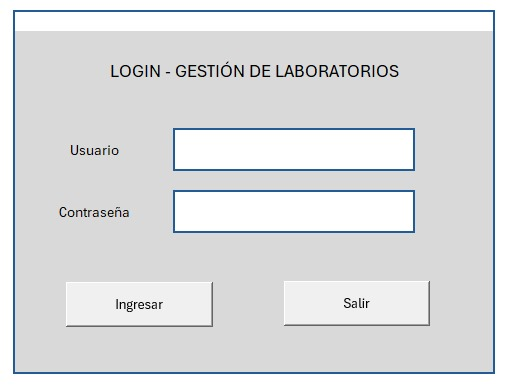 LOGIN - GESTIÓN DE LABORATORIOS
Usuario
Contraseña
Ingresar
Salir